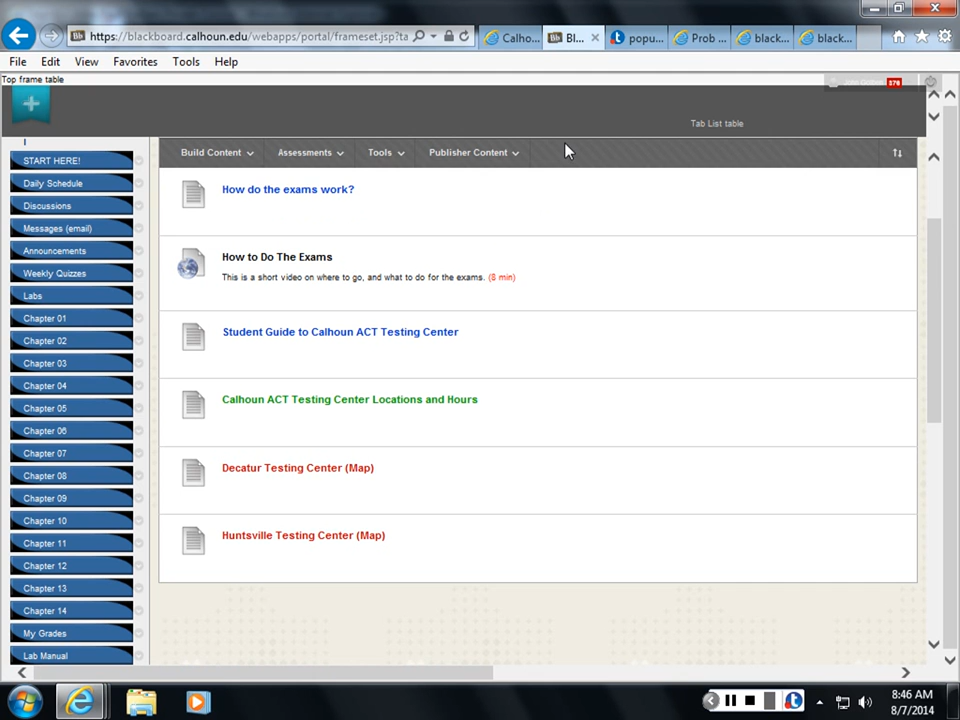 https://blackboard.calhoun.edu/webapps/portal/frameset.jsp?ta
Calho...
Bl...
popu...
Prob ...
black...
black...
File Edit View Favorites Tools Help
Top frame table
376
Tab List table
Build Content
Assessments
Tools
Publisher Content
START HERE!
Daily Schedule
Discussions
Messages (email)
Announcements
Weekly Quizzes
Labs
Chapter 01
Chapter 02
Chapter 03
Chapter 04
Chapter 05
Chapter 06
Chapter 07
Chapter 08
Chapter 09
Chapter 10
Chapter 11
Chapter 12
Chapter 13
Chapter 14
My Grades
Lab Manual
How do the exams work?
How to Do The Exams
This is a short video on where to go, and what to do for the exams. (8 min)
Student Guide to Calhoun ACT Testing Center
Calhoun ACT Testing Center Locations and Hours
Decatur Testing Center (Map)
Huntsville Testing Center (Map)
8:46 AM
8/7/2014